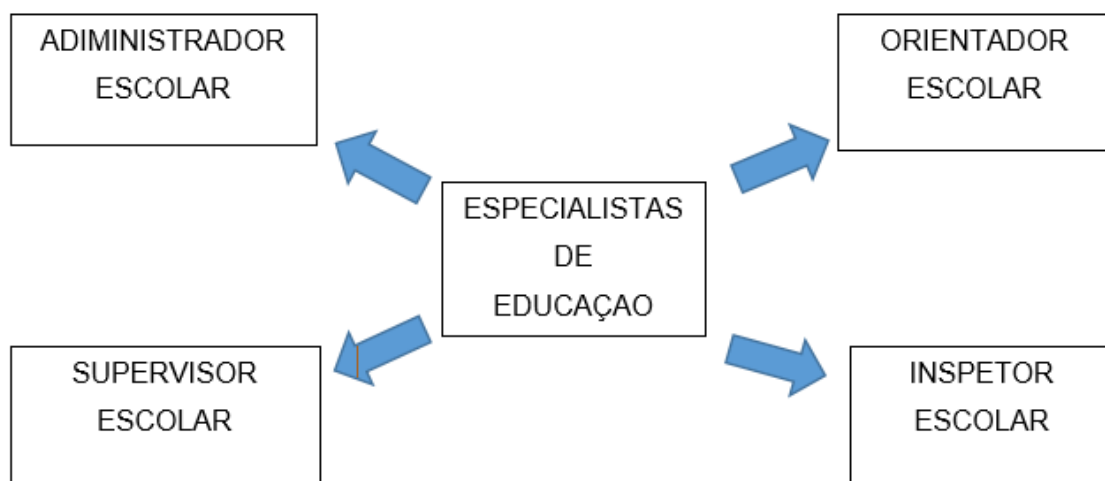 ADIMINISTRADOR
ESCOLAR
ORIENTADOR
ESCOLAR
ESPECIALISTAS
DE
EDUCAÇAO
SUPERVISOR
ESCOLAR
INSPETOR
ESCOLAR